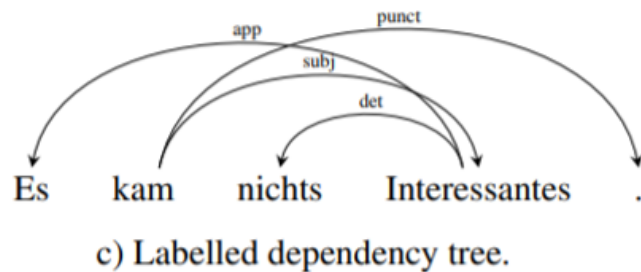 app
punct
subj
det
Es kam nichts Interessantes .
c) Labelled dependency tree.